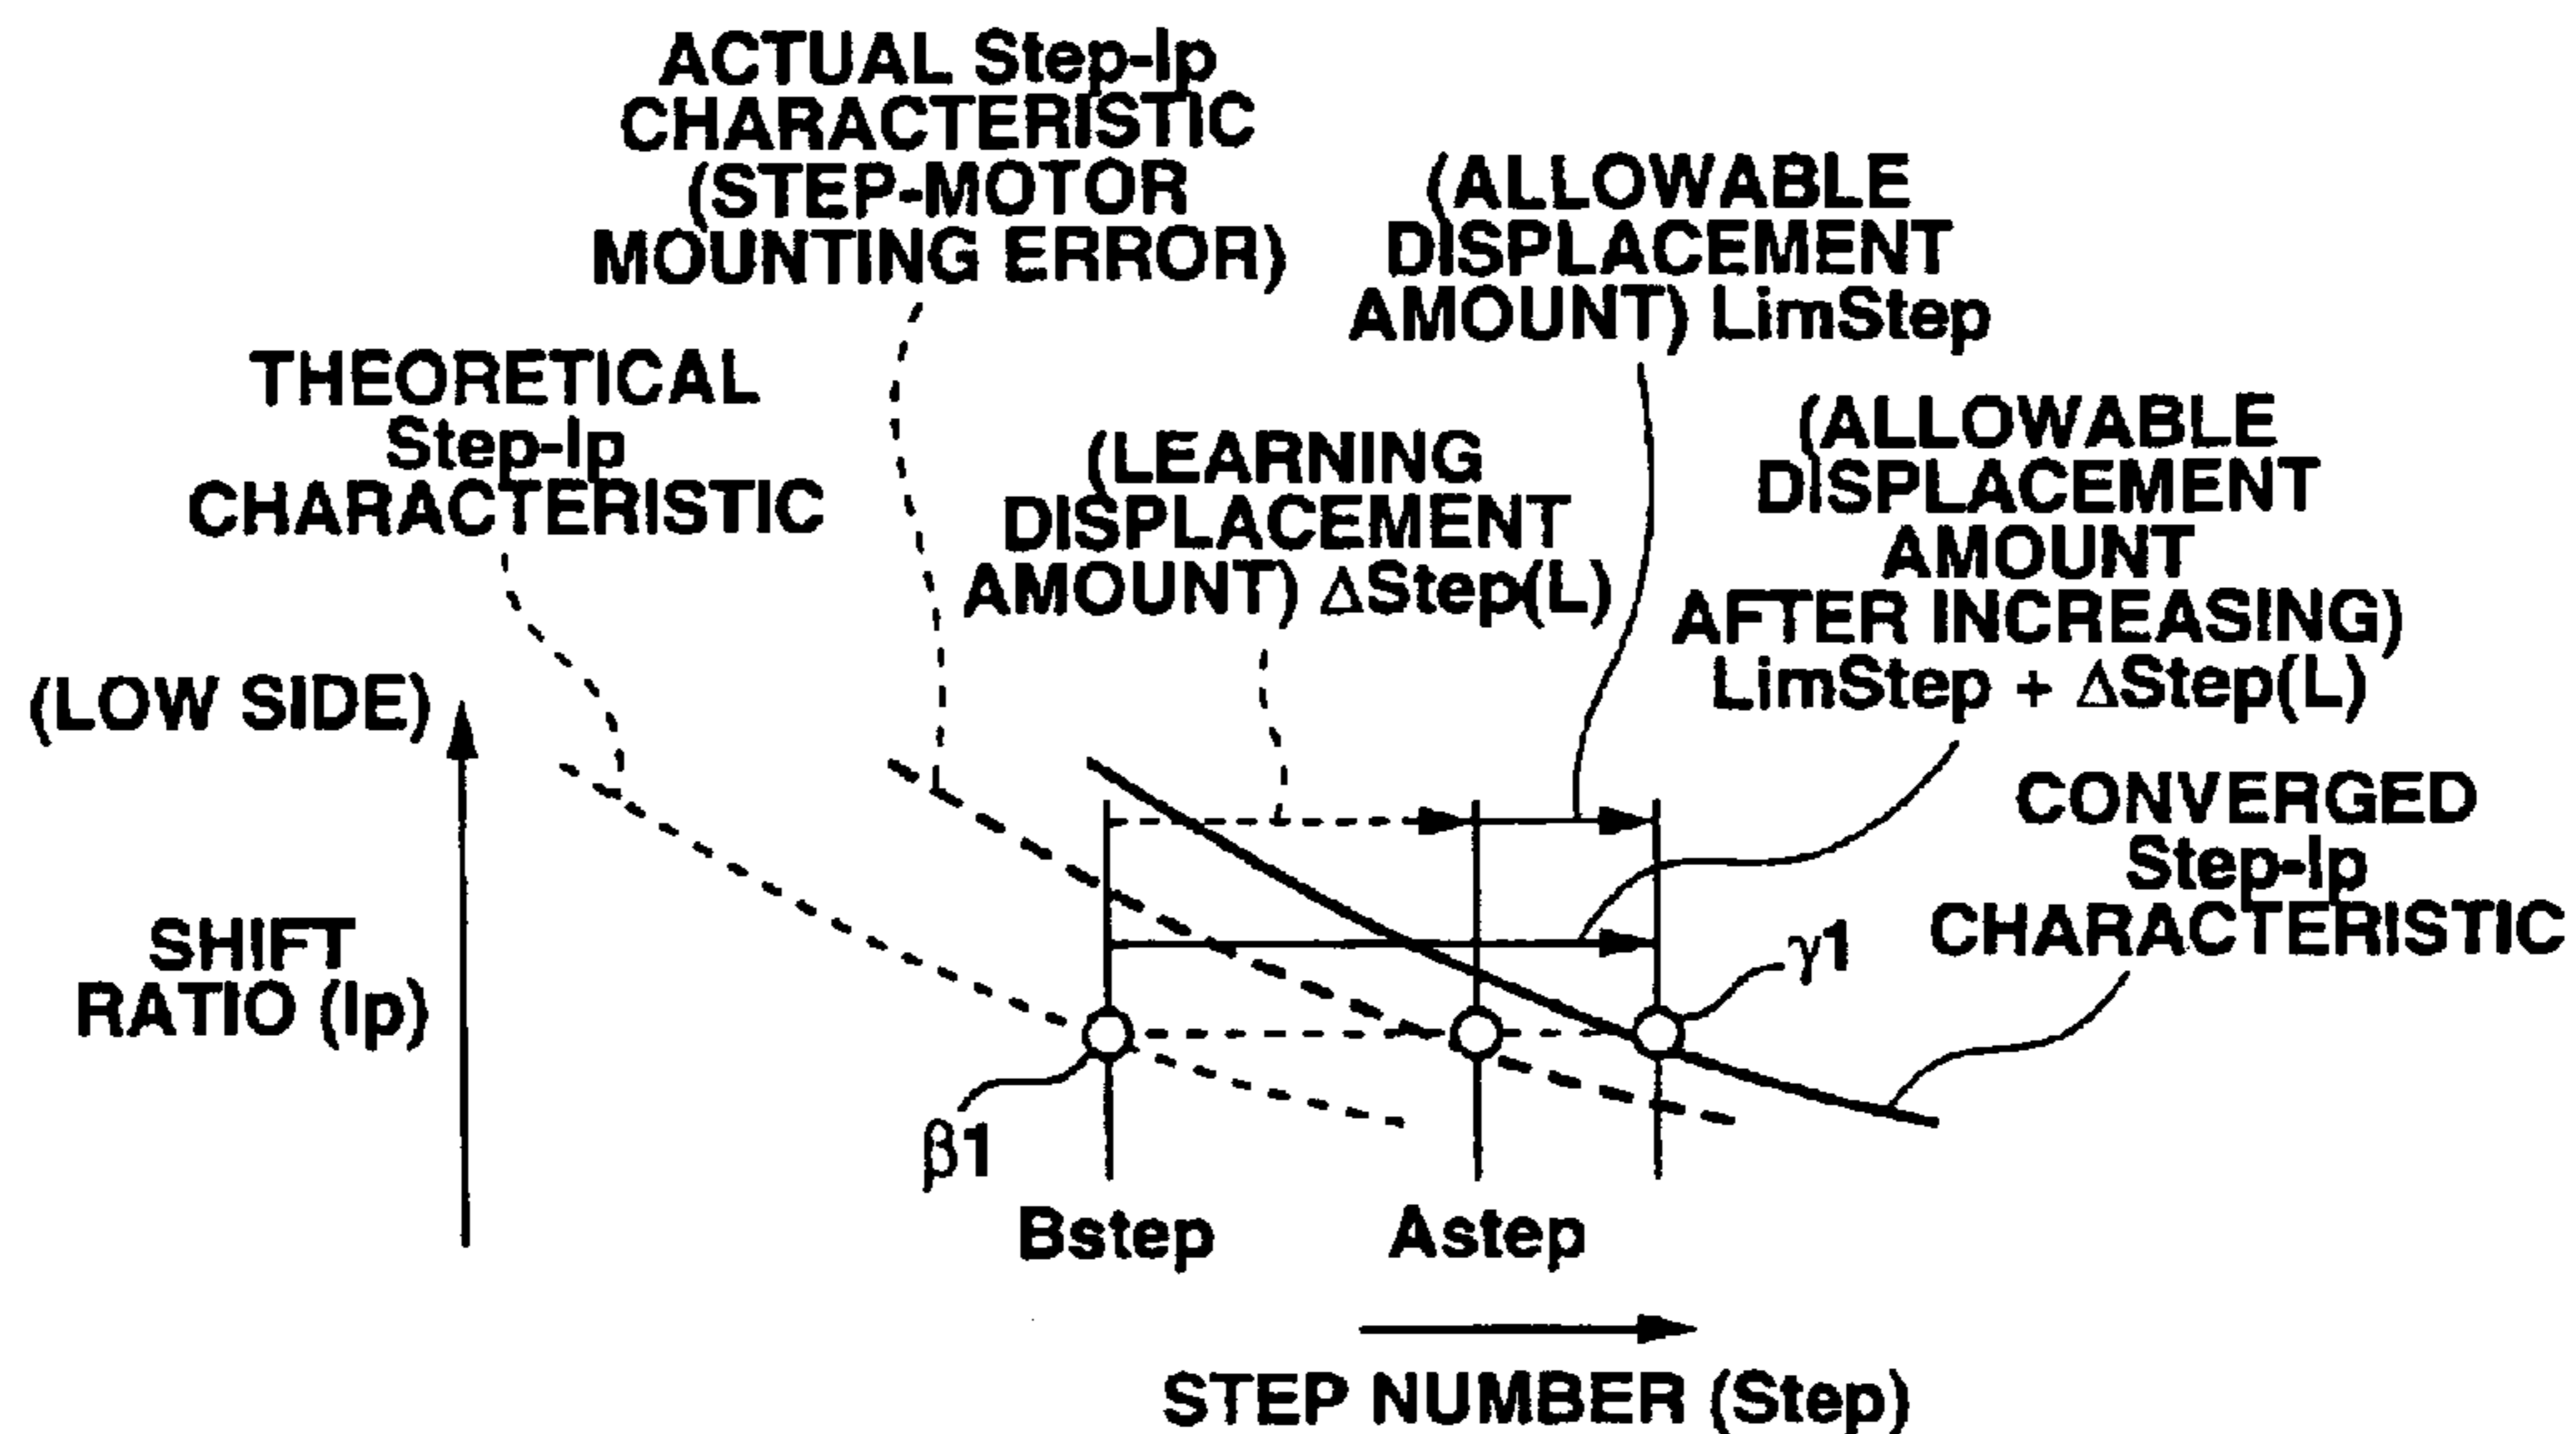 ACTUAL Step-Ip
CHARACTERISTIC
(STEP-MOTOR
MOUNTING ERROR)
(ALLOWABLE
DISPLACEMENT
AMOUNT) LimStep
THEORETICAL
Step-Ip
CHARACTERISTIC
(LEARNING
DISPLACEMENT
AMOUNT) ΔStep(L)
(ALLOWABLE
DISPLACEMENT
AMOUNT
AFTER INCREASING)
LimStep + ΔStep(L)
(LOW SIDE)
CONVERGED
Step-Ip
CHARACTERISTIC
SHIFT
RATIO (Ip)
γ1
β1
Bstep
Astep
STEP NUMBER (Step)